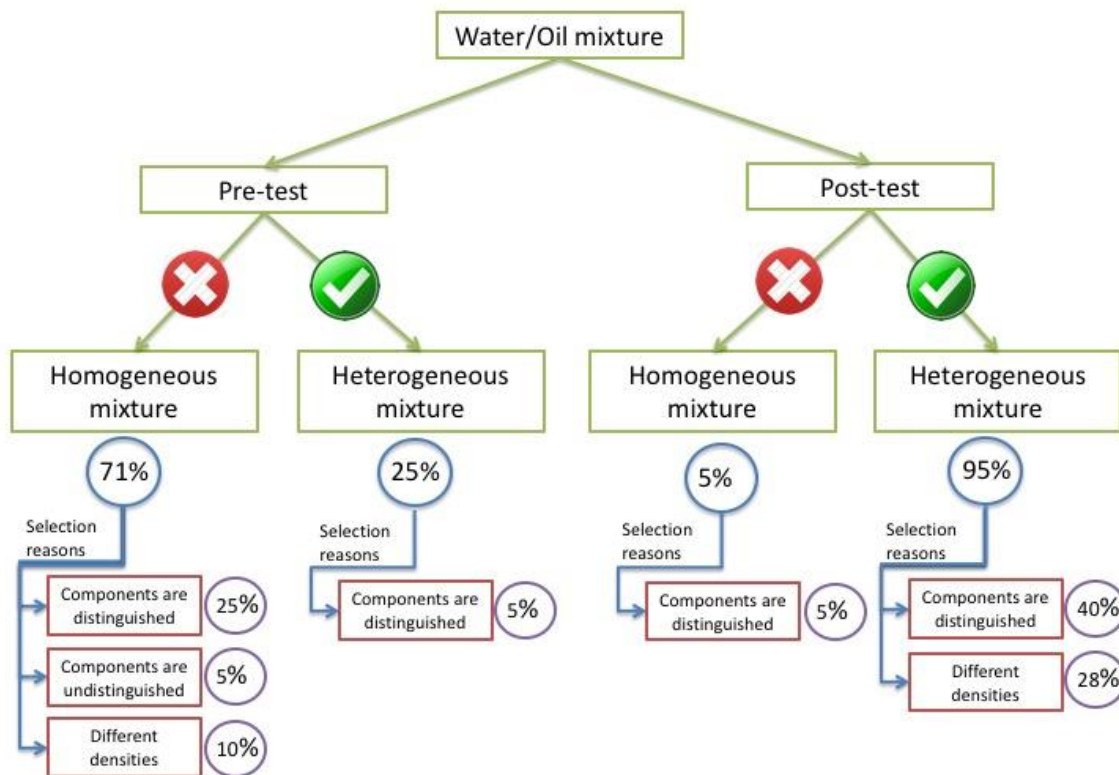 Water/Oil mixture
Pre-test
Post-test
Homogeneous
mixture
Heterogeneous
mixture
Homogeneous
mixture
Heterogeneous
mixture
71%
25%
5%
95%
Selection
reasons
Selection
reasons
Selection
reasons
Selection
reasons
Components are
distinguished
25%
Components are
distinguished
5%
Components are
distinguished
5%
Components are
distinguished
40%
Components are
undistinguished
5%
Different
densities
28%
Different
densities
10%